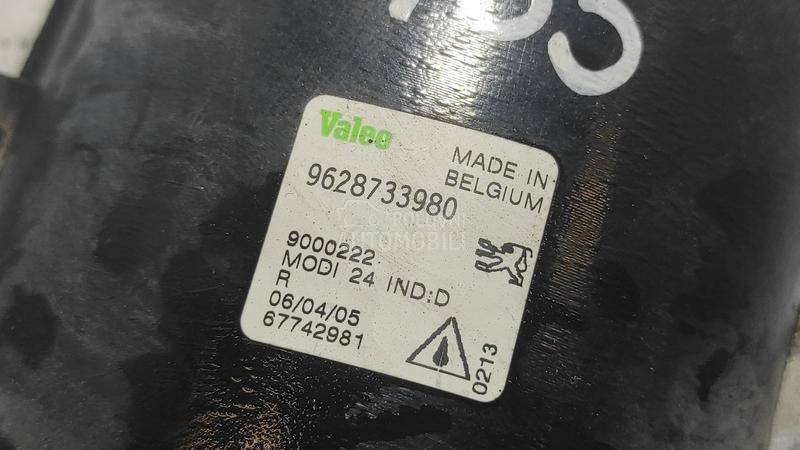 Valeo
MADE IN
BELGIUM
9628733980
9000222
MODI 24 IND:D
R
06/04/05
67742981
0213